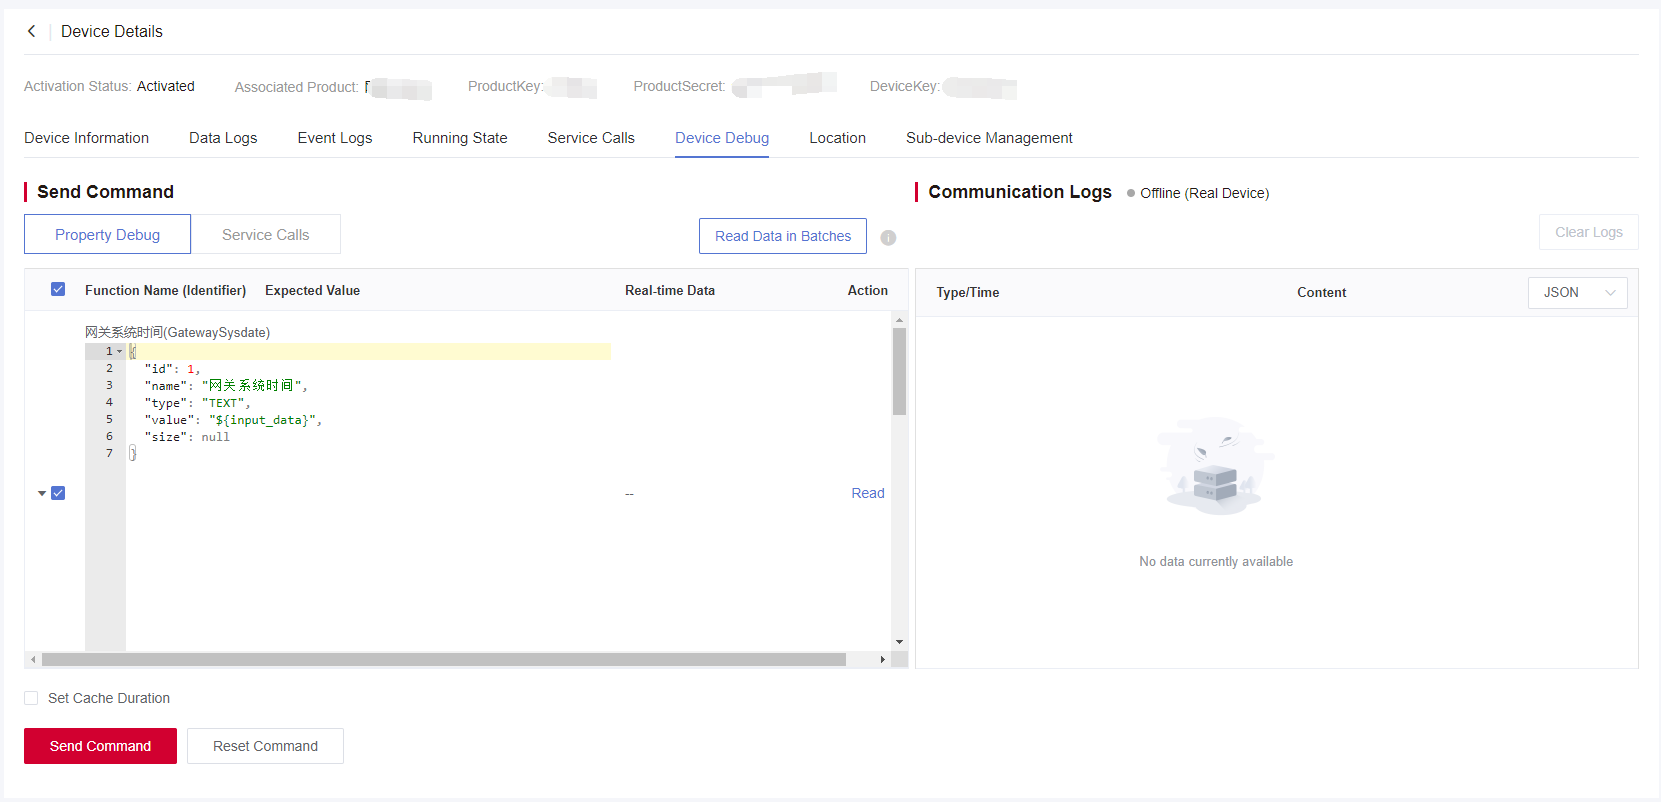 Device Details
Activation Status: Activated Associated Product: ProductKey: ProductSecret: DeviceKey:
Device Information Data Logs Event Logs Running State Service Calls Device Debug Location Sub-device Management
Send Command
Communication Logs Offline (Real Device)
Property Debug Service Calls Read Data in Batches Clear Logs
Function Name (Identifier) Expected Value Real-time Data Action
Type/Time Content JSON
网关系统时间(GatewaySysdate)
1 {
2 "id": 1,
3 "name": "网关系统时间",
4 "type": "TEXT",
5 "value": "${input_data}",
6 "size": null
7 }
-- Read
No data currently available
Set Cache Duration
Send Command Reset Command